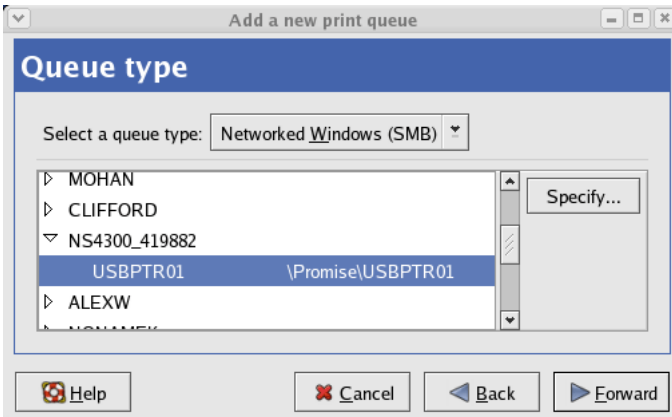 Add a new print queue
Queue type
Select a queue type: Networked Windows (SMB)
MOHAN
Specify...
CLIFFORD
NS4300_419882
USBPTR01 \Promise\USBPTR01
ALEXW
Help Cancel Back Forward